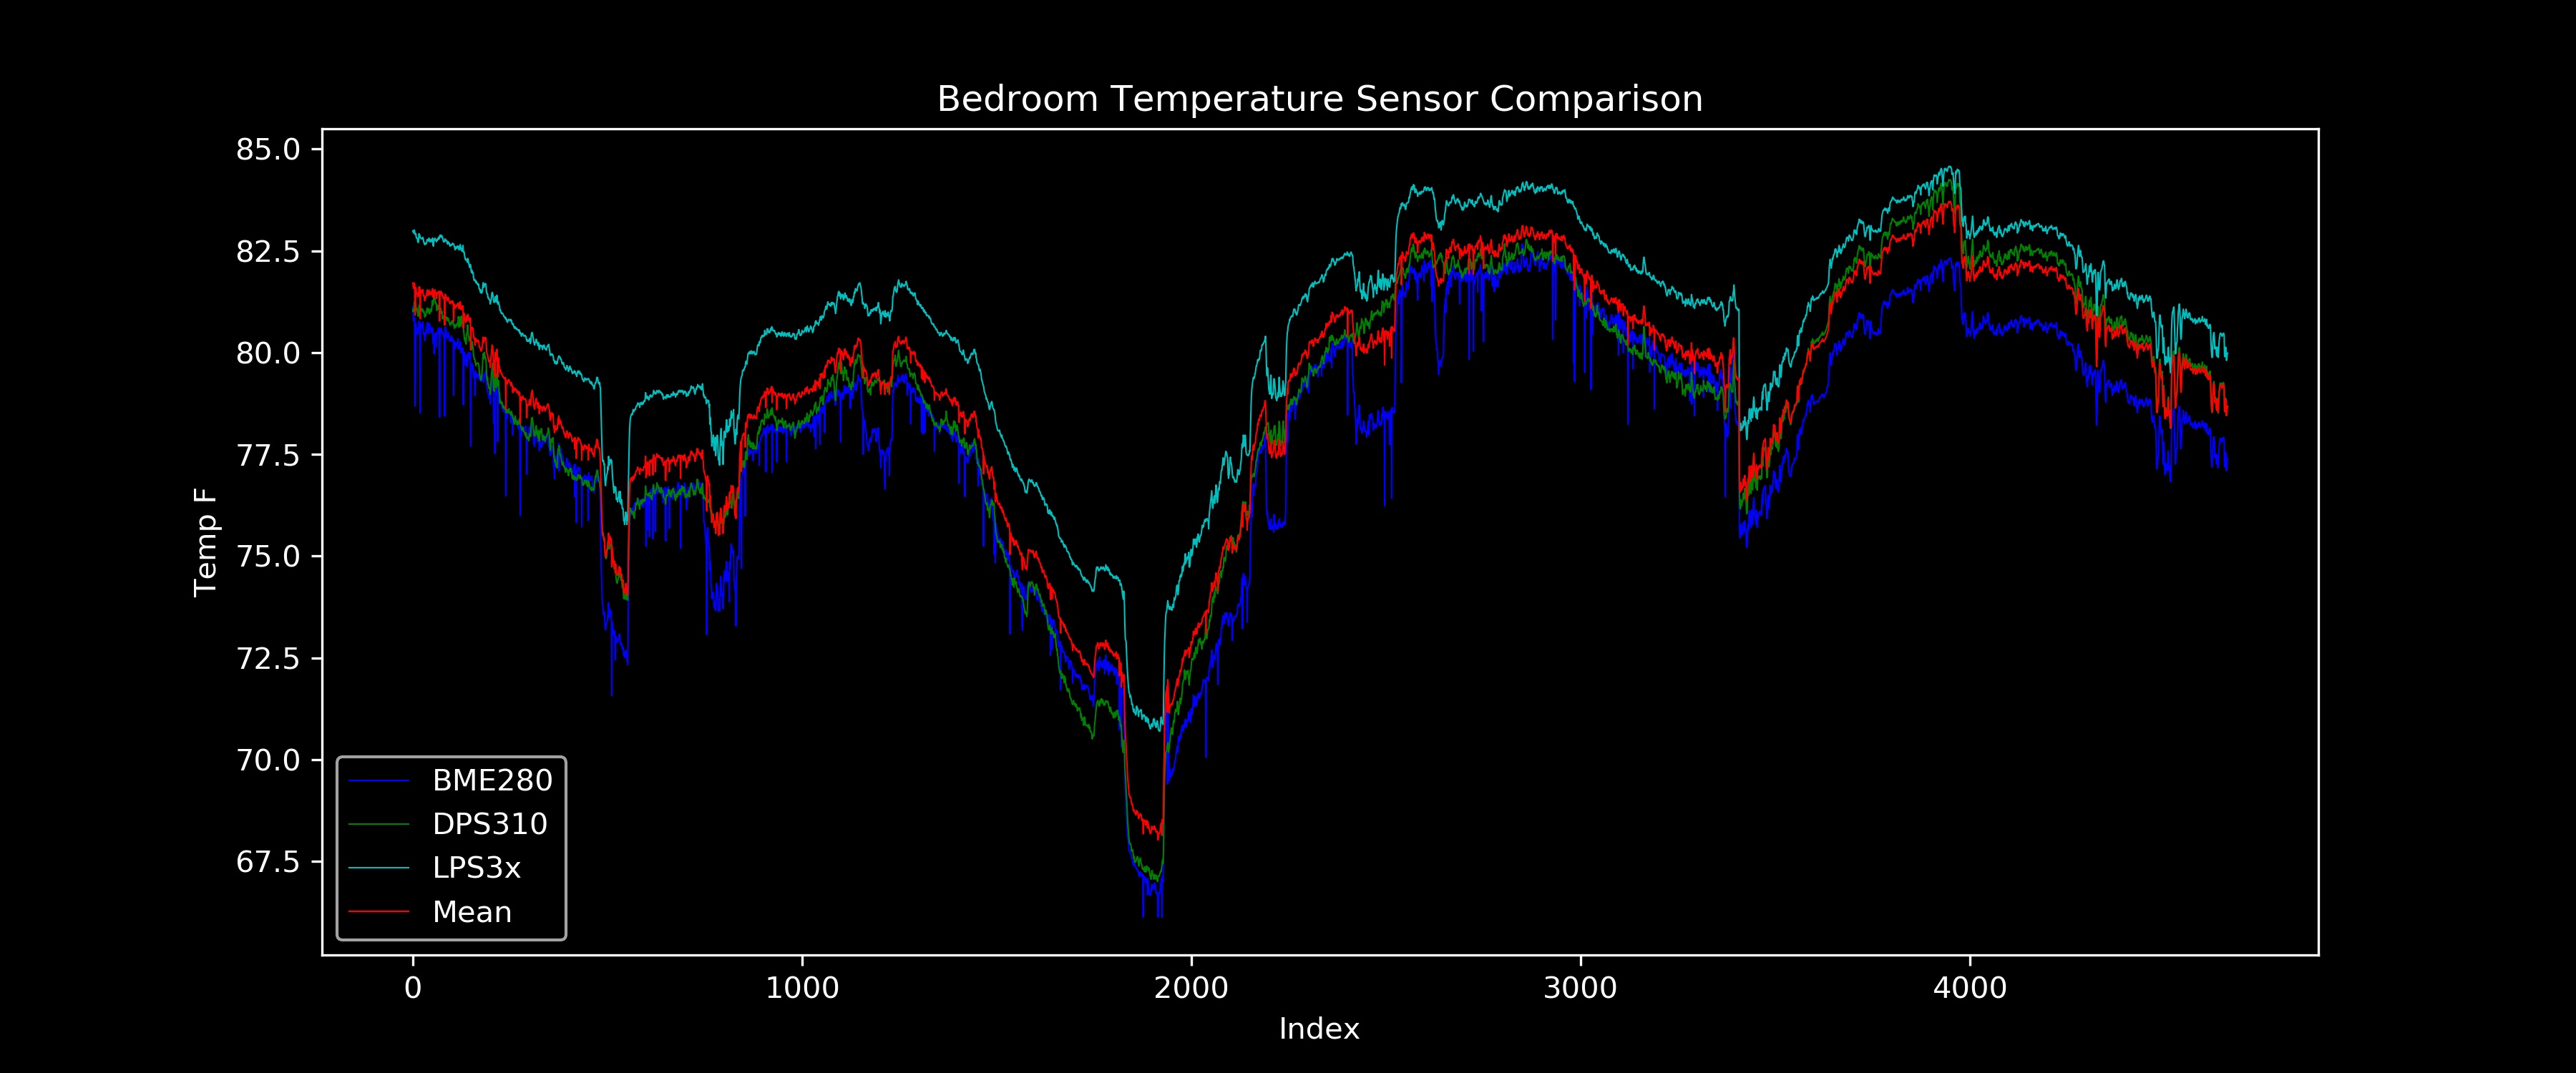 Bedroom Temperature Sensor Comparison
85.0
82.5
80.0
77.5
75.0
72.5
70.0
67.5
Temp F
BME280
DPS310
LPS3x
Mean
0 1000 2000 3000 4000
Index